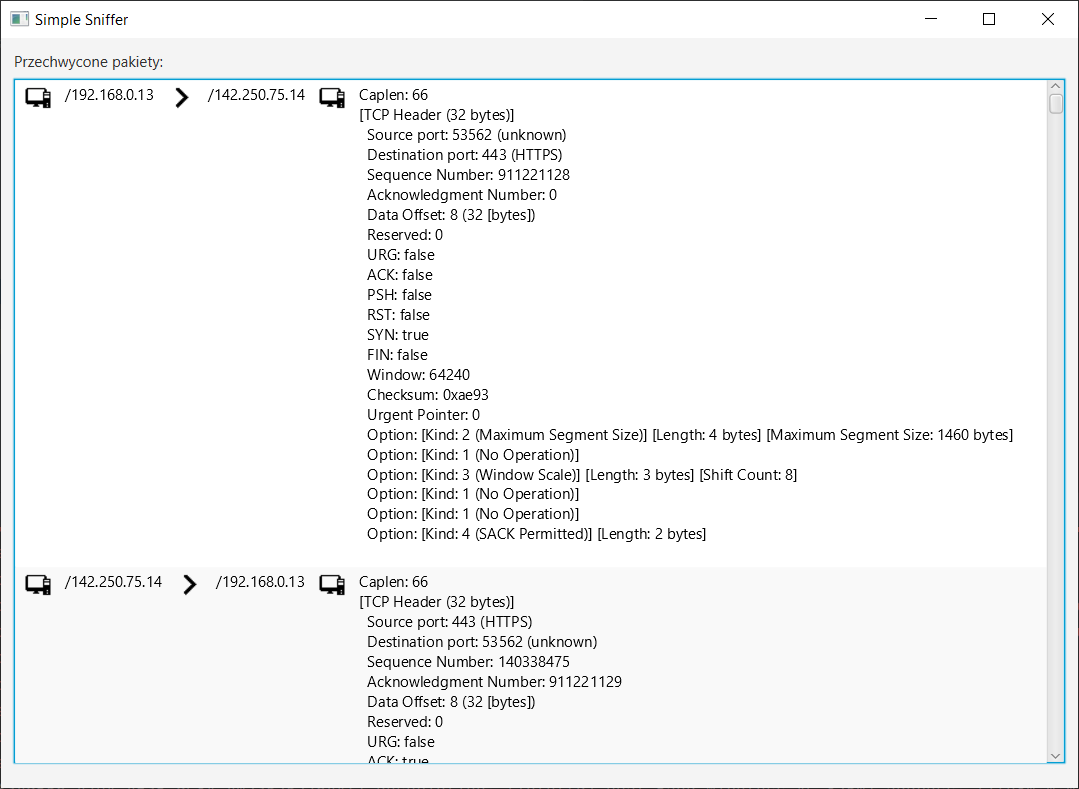 Simple Sniffer
Przechwycone pakiety:
/192.168.0.13 /142.250.75.14 Caplen: 66
[TCP Header (32 bytes)]
Source port: 53562 (unknown)
Destination port: 443 (HTTPS)
Sequence Number: 911221128
Acknowledgment Number: 0
Data Offset: 8 (32 [bytes])
Reserved: 0
URG: false
ACK: false
PSH: false
RST: false
SYN: true
FIN: false
Window: 64240
Checksum: 0xae93
Urgent Pointer: 0
Option: [Kind: 2 (Maximum Segment Size)] [Length: 4 bytes] [Maximum Segment Size: 1460 bytes]
Option: [Kind: 1 (No Operation)]
Option: [Kind: 3 (Window Scale)] [Length: 3 bytes] [Shift Count: 8]
Option: [Kind: 1 (No Operation)]
Option: [Kind: 1 (No Operation)]
Option: [Kind: 4 (SACK Permitted)] [Length: 2 bytes]
/142.250.75.14 /192.168.0.13 Caplen: 66
[TCP Header (32 bytes)]
Source port: 443 (HTTPS)
Destination port: 53562 (unknown)
Sequence Number: 140338475
Acknowledgment Number: 911221129
Data Offset: 8 (32 [bytes])
Reserved: 0
URG: false
ACK: true